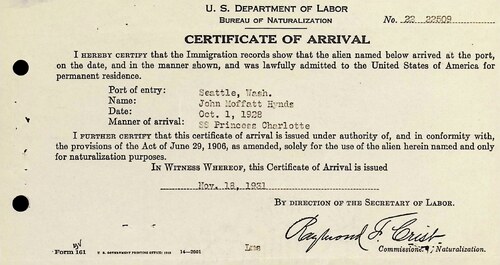 U. S. DEPARTMENT OF LABOR
BUREAU OF NATURALIZATION
No. 22 22509
CERTIFICATE OF ARRIVAL
I HEREBY CERTIFY that the Immigration records show that the alien named below arrived at the port,
on the date, and in the manner shown, and was lawfully admitted to the United States of America for
permanent residence.
Port of entry: Seattle, Wash.
Name: John Moffatt Hynds
Date: Oct. 1, 1928
Manner of arrival: SS Princess Charlotte
I FURTHER CERTIFY that this certificate of arrival is issued under authority of, and in conformity with,
the provisions of the Act of June 29, 1906, as amended, solely for the use of the alien herein named and only
for naturalization purposes.
IN WITNESS WHEREOF, this Certificate of Arrival is issued
Nov. 18, 1931
BY DIRECTION OF THE SECRETARY OF LABOR.
Raymond F. Crist
Commissioner of Naturalization.
Form 161
U. S. GOVERNMENT PRINTING OFFICE: 14—2601